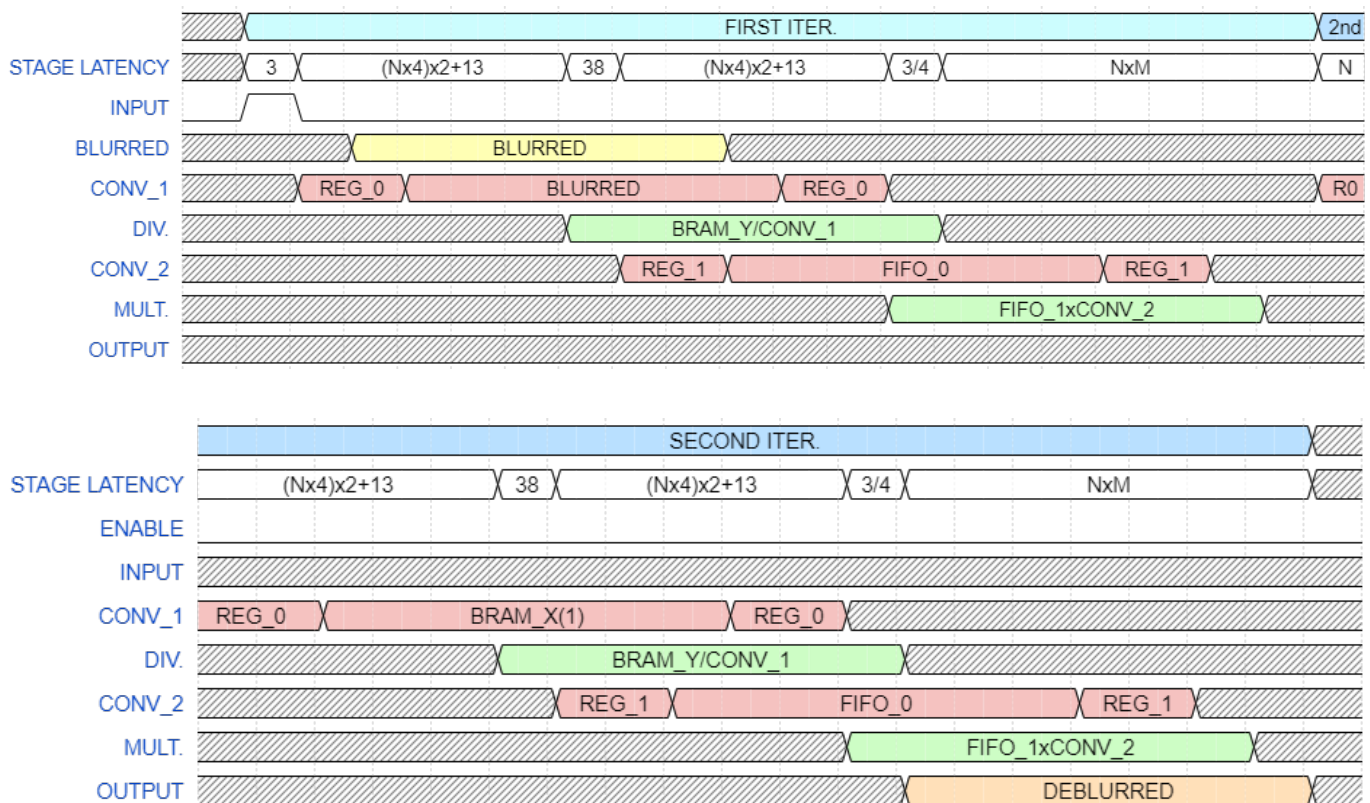 FIRST ITER. 2nd
STAGE LATENCY 3 (Nx4)x2+13 38 (Nx4)x2+13 3/4 NxM N
INPUT
BLURRED BLURRED
CONV_1 REG_0 BLURRED REG_0 R0
DIV. BRAM_Y/CONV_1
CONV_2 REG_1 FIFO_0 REG_1
MULT. FIFO_1xCONV_2
OUTPUT
SECOND ITER.
STAGE LATENCY (Nx4)x2+13 38 (Nx4)x2+13 3/4 NxM
ENABLE
INPUT
CONV_1 REG_0 BRAM_X(1) REG_0
DIV. BRAM_Y/CONV_1
CONV_2 REG_1 FIFO_0 REG_1
MULT. FIFO_1xCONV_2
OUTPUT DEBLURRED